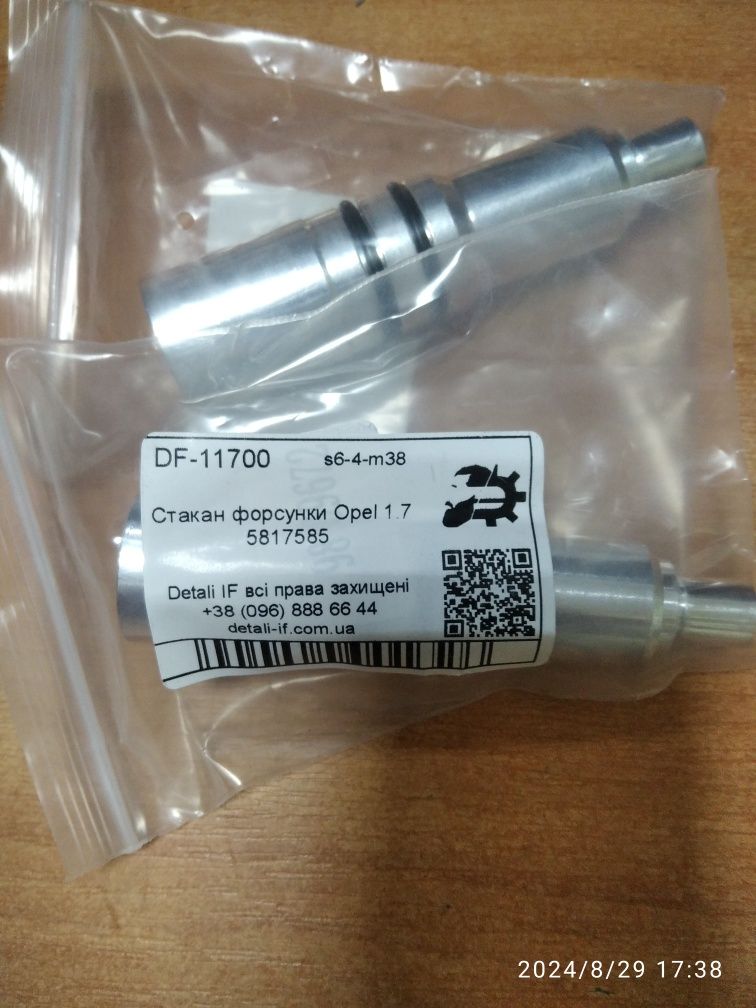 DF-11700 s6-4-m38
Стакан форсунки Opel 1.7
5817585
Detali IF всі права захищені
+38 (096) 888 66 44
detali-if.com.ua
2024/8/29 17:38